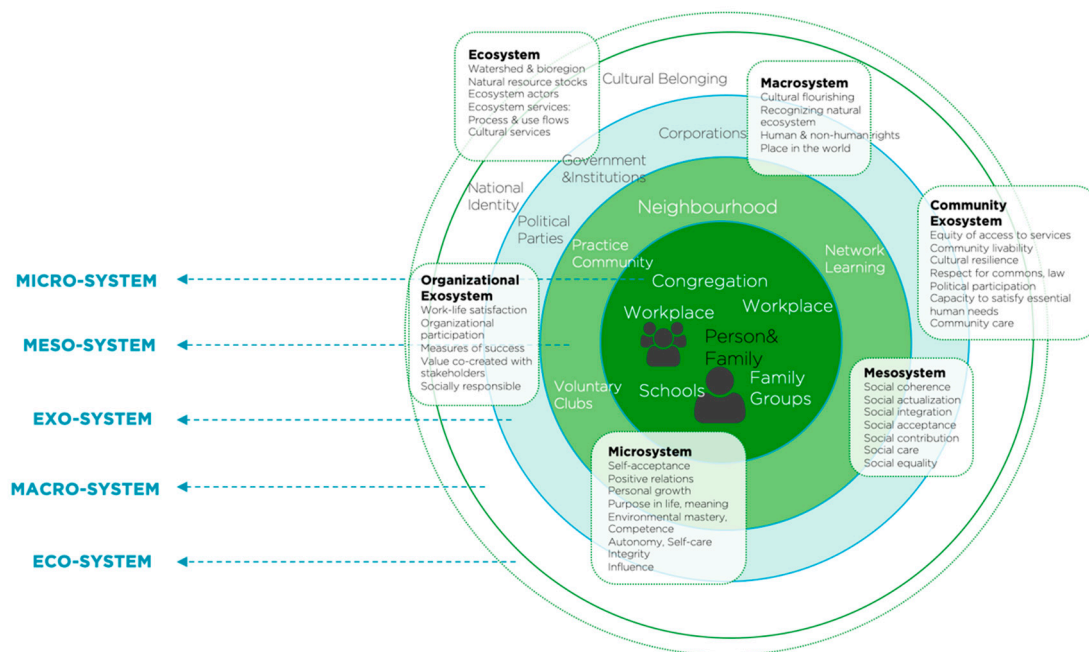 Ecosystem
Watershed & bioregion
Natural resource stocks
Ecosystem actors
Ecosystem services:
Process & use flows
Cultural services
Cultural Belonging
Macrosystem
Cultural flourishing
Recognizing natural
ecosystem
Human & non-human rights
Place in the world
Corporations
Government
&Institutions
National
Identity
Political
Parties
Neighbourhood
Community
Exosystem
Equity of access to services
Community livability
Cultural resilience
Respect for commons, law
Political participation
Capacity to satisfy essential
human needs
Community care
Practice
Community
Network
Learning
MICRO-SYSTEM
Congregation
Organizational
Exosystem
Work-life satisfaction
Organizational
participation
Measures of success
Value co-created with
stakeholders
Socially responsible
Workplace
Workplace
MESO-SYSTEM
Person&
Family
Mesosystem
Social coherence
Social actualization
Social integration
Social acceptance
Social contribution
Social care
Social equality
Voluntary
Clubs
Schools
Family
Groups
EXO-SYSTEM
Microsystem
Self-acceptance
Positive relations
Personal growth
Purpose in life, meaning
Environmental mastery,
Competence
Autonomy, Self-care
Integrity
Influence
MACRO-SYSTEM
ECO-SYSTEM